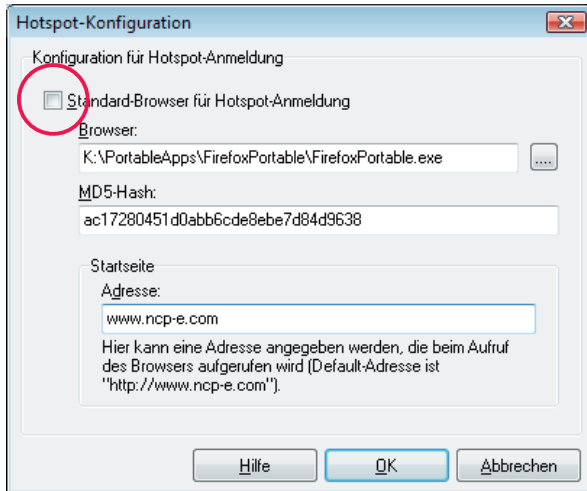 Hotspot-Konfiguration
Konfiguration für Hotspot-Anmeldung
Standard-Browser für Hotspot-Anmeldung
Browser:
K:\PortableApps\FirefoxPortable\FirefoxPortable.exe
....
MD5-Hash:
ac17280451d0abb6cde8ebe7d84d9638
Startseite
Adresse:
www.ncp-e.com
Hier kann eine Adresse angegeben werden, die beim Aufruf
des Browsers aufgerufen wird (Default-Adresse ist
"http://www.ncp-e.com").
Hilfe
OK
Abbrechen